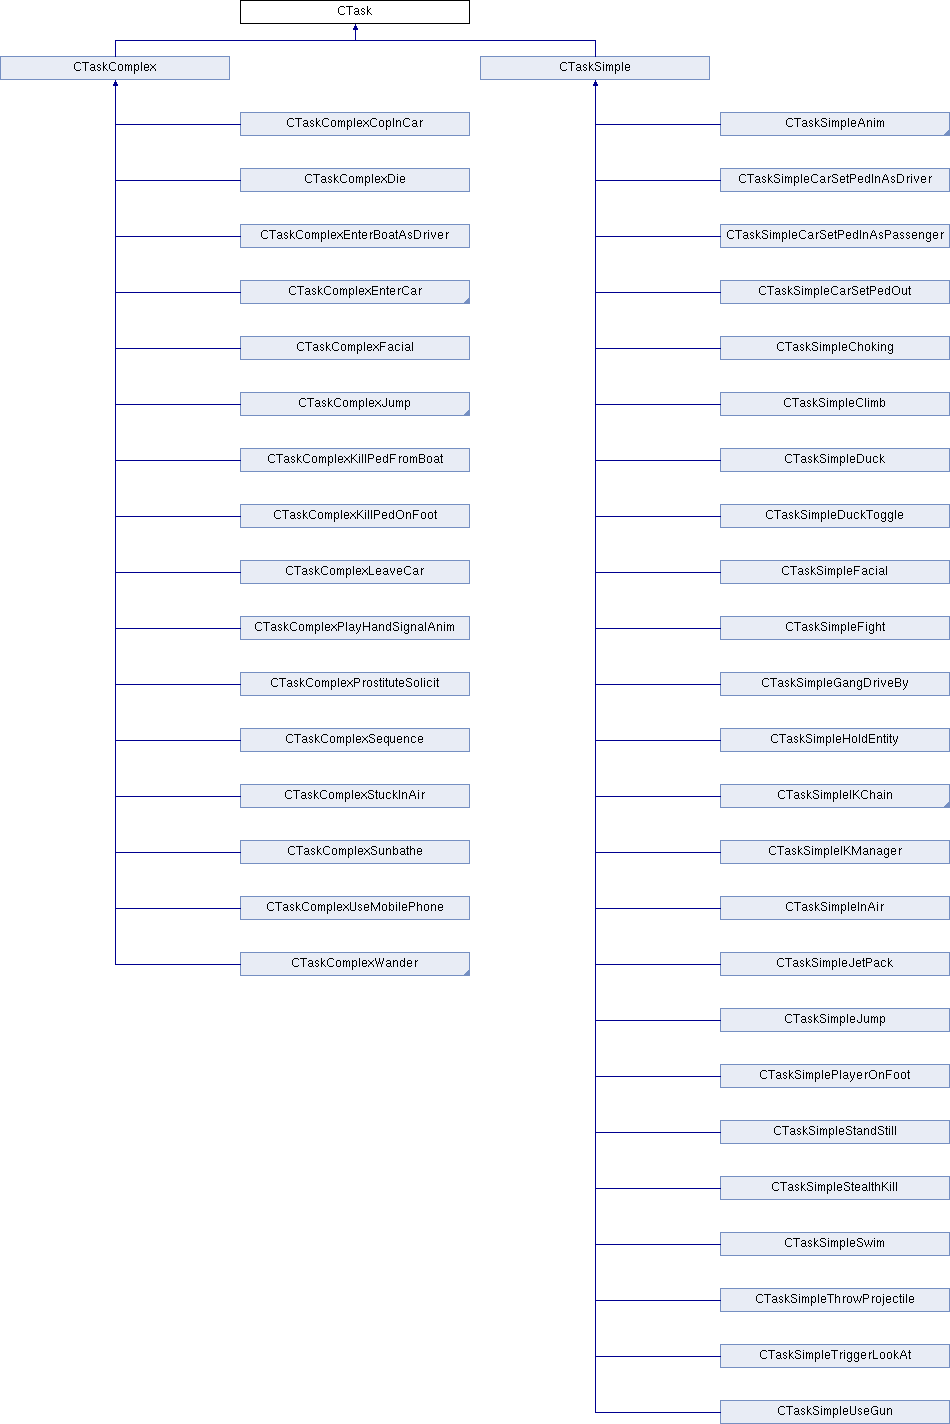 CTask
CTaskComplex
CTaskSimple
CTaskComplexCopInCar
CTaskComplexDie
CTaskComplexEnterBoatAsDriver
CTaskComplexEnterCar
CTaskComplexFacial
CTaskComplexJump
CTaskComplexKillPedFromBoat
CTaskComplexKillPedOnFoot
CTaskComplexLeaveCar
CTaskComplexPlayHandSignalAnim
CTaskComplexProstituteSolicit
CTaskComplexSequence
CTaskComplexStuckInAir
CTaskComplexSunbathe
CTaskComplexUseMobilePhone
CTaskComplexWander
CTaskSimpleAnim
CTaskSimpleCarSetPedInAsDriver
CTaskSimpleCarSetPedInAsPassenger
CTaskSimpleCarSetPedOut
CTaskSimpleChoking
CTaskSimpleClimb
CTaskSimpleDuck
CTaskSimpleDuckToggle
CTaskSimpleFacial
CTaskSimpleFight
CTaskSimpleGangDriveBy
CTaskSimpleHoldEntity
CTaskSimpleIKChain
CTaskSimpleIKManager
CTaskSimpleInAir
CTaskSimpleJetPack
CTaskSimpleJump
CTaskSimplePlayerOnFoot
CTaskSimpleStandStill
CTaskSimpleStealthKill
CTaskSimpleSwim
CTaskSimpleThrowProjectile
CTaskSimpleTriggerLookAt
CTaskSimpleUseGun